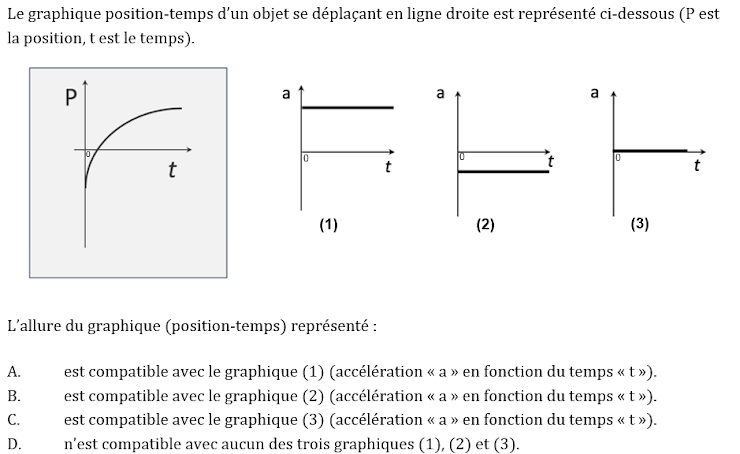 Le graphique position-temps d'un objet se déplaçant en ligne droite est représenté ci-dessous (P est
la position, t est le temps).
P
0
t
a
0
t
(1)
a
0
t
(2)
a
0
t
(3)
L'allure du graphique (position-temps) représenté :
A. est compatible avec le graphique (1) (accélération « a » en fonction du temps « t »).
B. est compatible avec le graphique (2) (accélération « a » en fonction du temps « t »).
C. est compatible avec le graphique (3) (accélération « a » en fonction du temps « t »).
D. n'est compatible avec aucun des trois graphiques (1), (2) et (3).